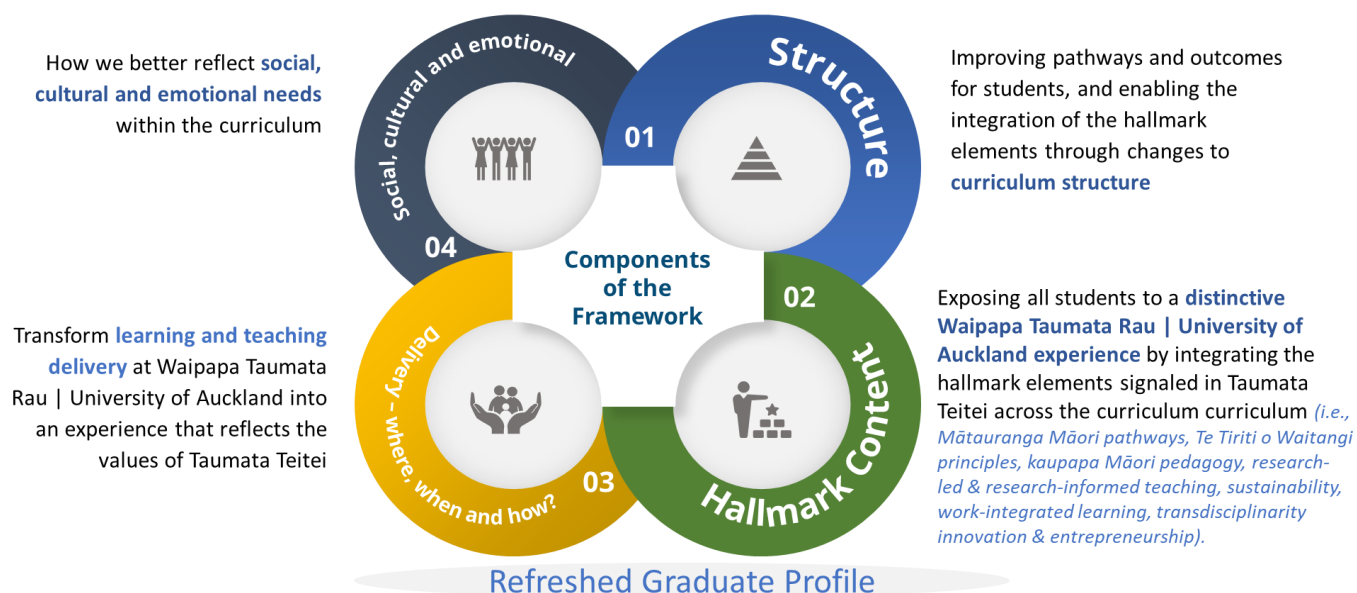 How we better reflect social,
cultural and emotional needs
within the curriculum
Social, cultural and emotional
04
Structure
01
Improving pathways and outcomes
for students, and enabling the
integration of the hallmark
elements through changes to
curriculum structure
Components
of the
Framework
Transform learning and teaching
delivery at Waipapa Taumata
Rau | University of Auckland into
an experience that reflects the
values of Taumata Teitei
Delivery – where, when and how?
03
02
Hallmark Content
Exposing all students to a distinctive
Waipapa Taumata Rau | University of
Auckland experience by integrating the
hallmark elements signaled in Taumata
Teitei across the curriculum curriculum (i.e.,
Mātauranga Māori pathways, Te Tiriti o Waitangi
principles, kaupapa Māori pedagogy, research-
led & research-informed teaching, sustainability,
work-integrated learning, transdisciplinarity
innovation & entrepreneurship).
Refreshed Graduate Profile